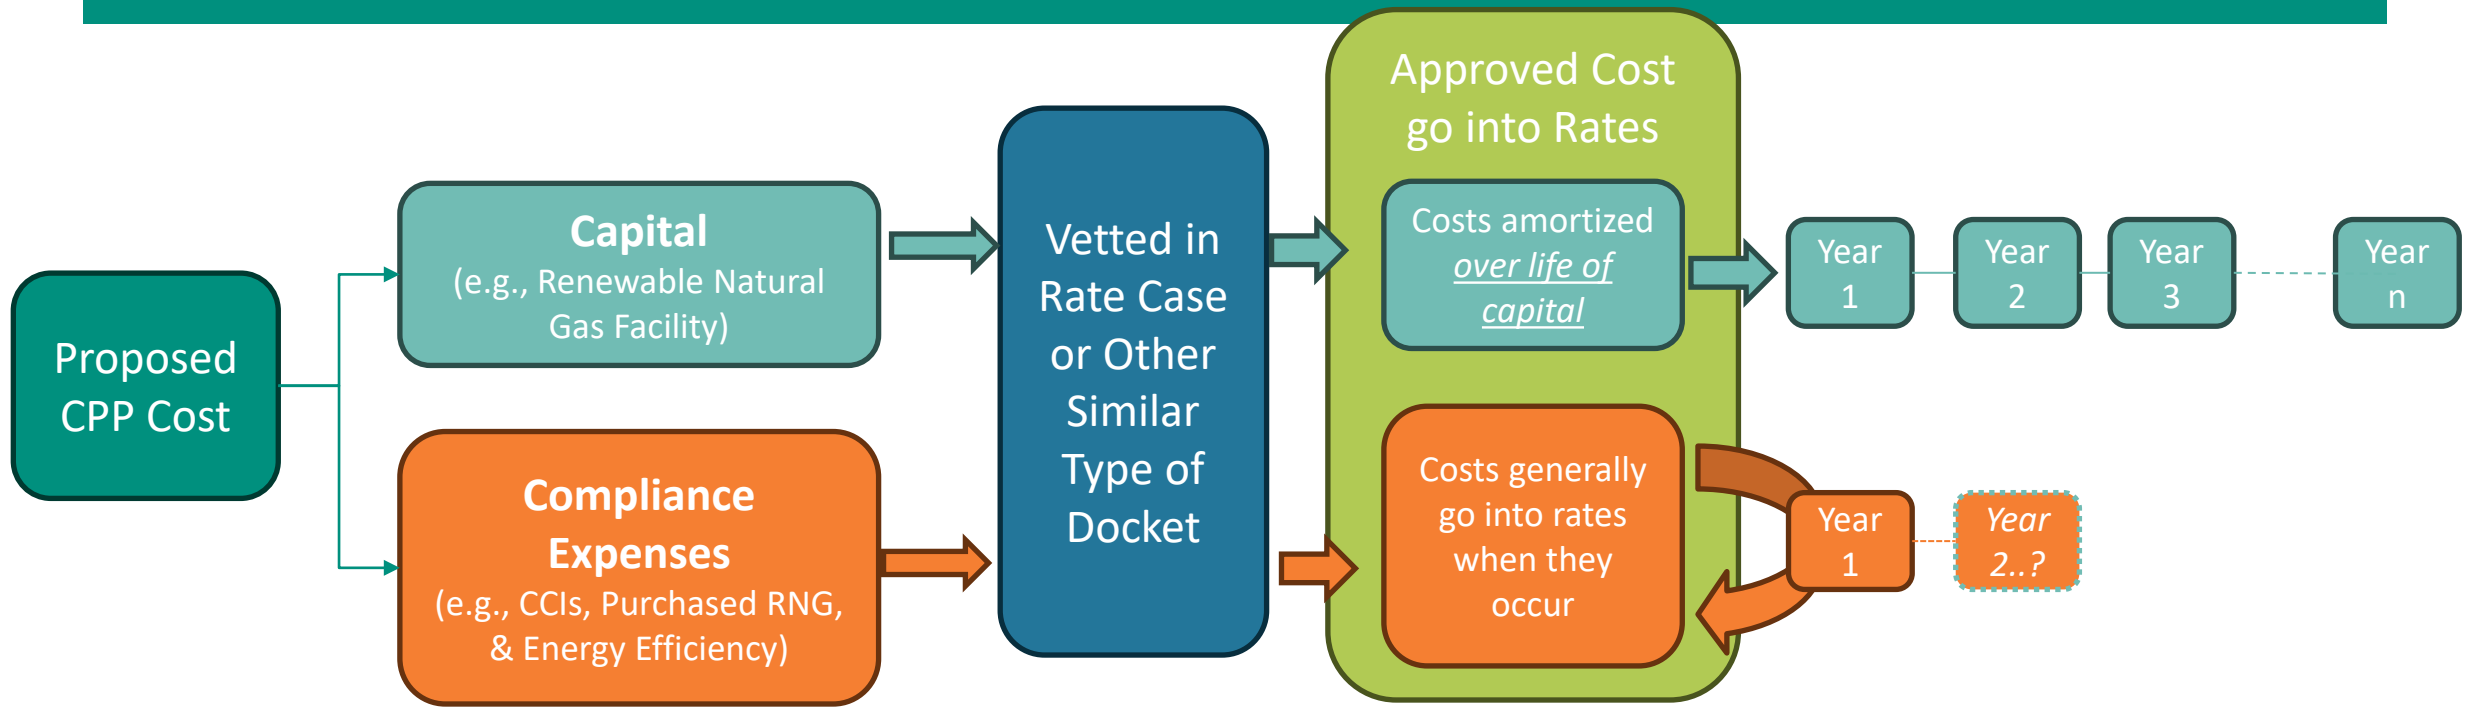 Proposed
CPP Cost
Capital
(e.g., Renewable Natural
Gas Facility)
Compliance
Expenses
(e.g., CCIs, Purchased RNG,
& Energy Efficiency)
Vetted in
Rate Case
or Other
Similar
Type of
Docket
Approved Cost
go into Rates
Costs amortized
over life of
capital
Year
1
Year
2
Year
3
Year
n
Costs generally
go into rates
when they
occur
Year
1
Year
2..?